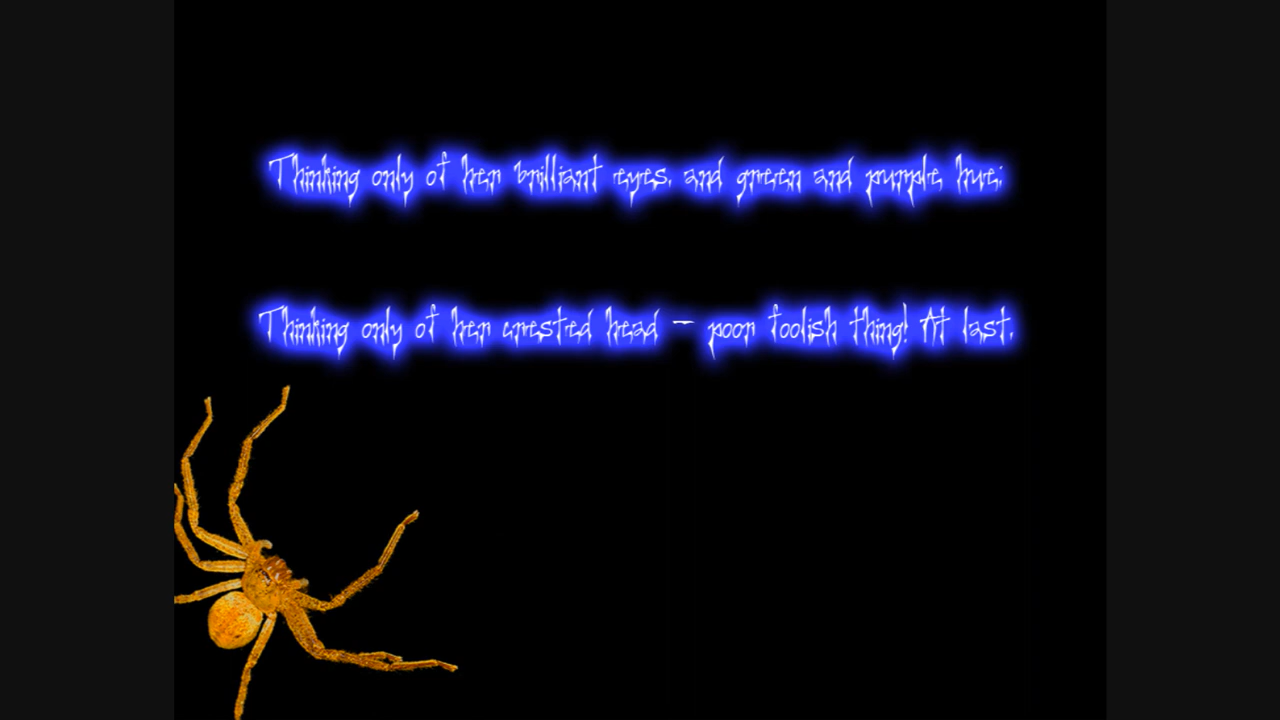 Thinking only of her brilliant eyes, and green and purple hue;
Thinking only of her crested head – poor foolish thing! At last,